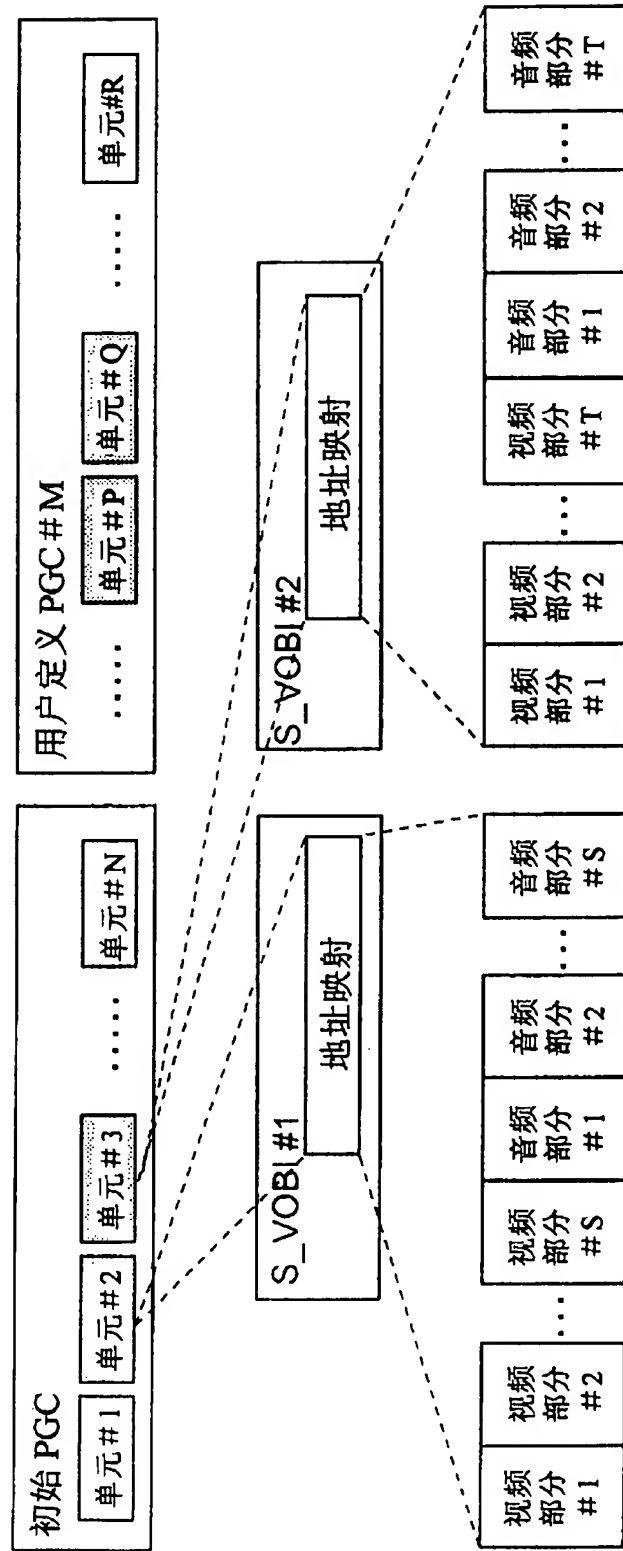 初始 PGC
单元#1
单元#2
单元#3
......
单元#N
用户定义 PGC#M
......
单元#P
单元#Q
......
单元#R
S_VOBI #1
地址映射
S_VOBI #2
地址映射
视频
部分
#1
视频
部分
#2
...
视频
部分
#S
音频
部分
#1
音频
部分
#2
...
音频
部分
#S
视频
部分
#1
视频
部分
#2
...
视频
部分
#T
音频
部分
#1
音频
部分
#2
...
音频
部分
#T